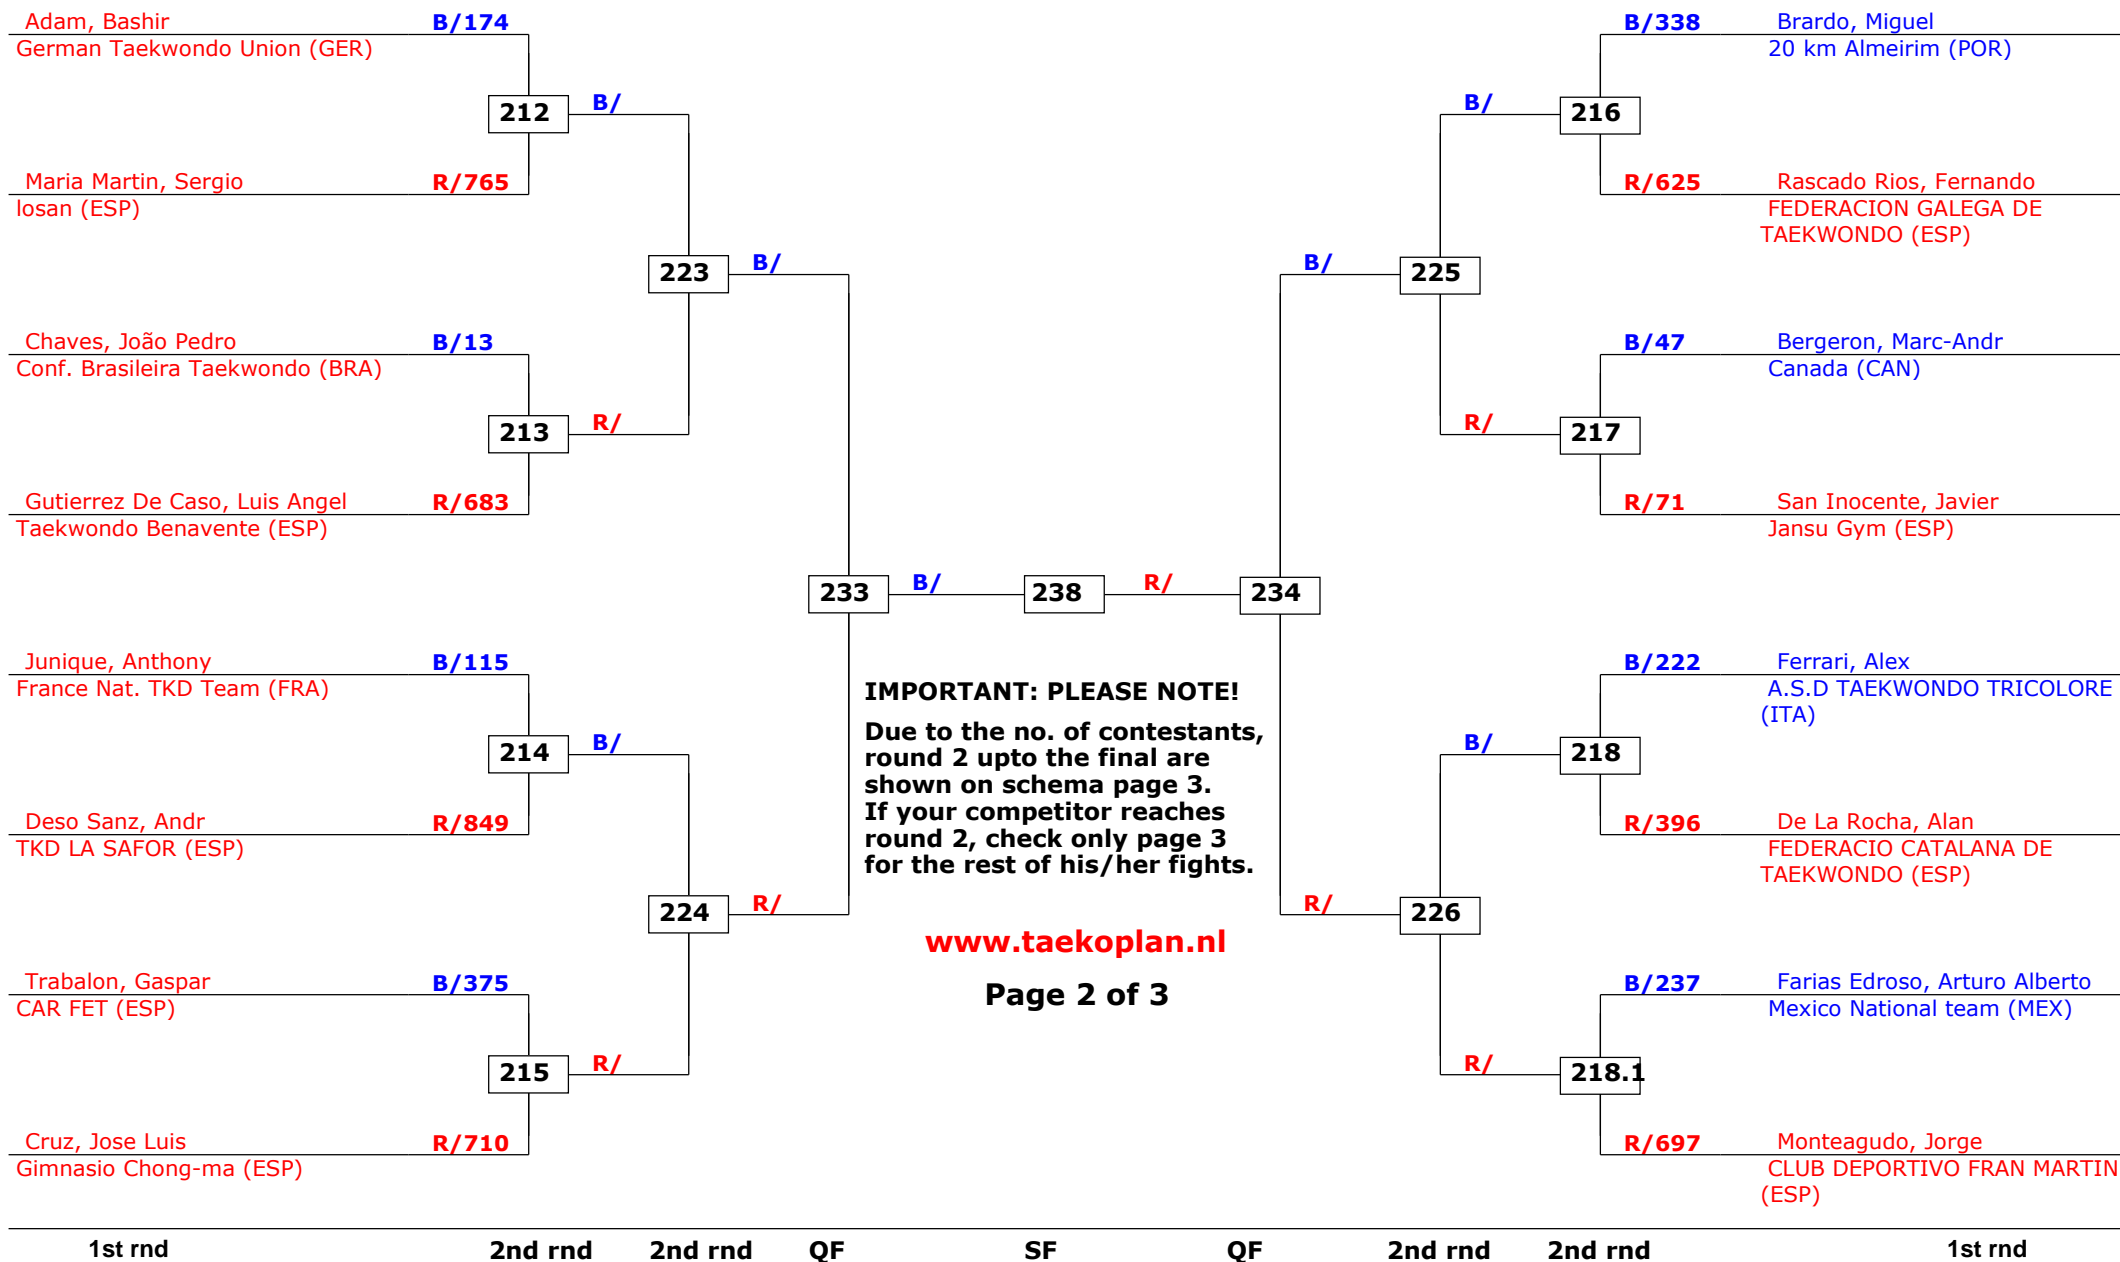 Adam, Bashir B/174
German Taekwondo Union (GER)
212 B/
Maria Martin, Sergio R/765
losan (ESP)
223 B/
Chaves, João Pedro B/13
Conf. Brasileira Taekwondo (BRA)
213 R/
Gutierrez De Caso, Luis Angel R/683
Taekwondo Benavente (ESP)
233 B/ 238 R/ 234
Junique, Anthony B/115
France Nat. TKD Team (FRA)
214 B/
Deso Sanz, Andr R/849
TKD LA SAFOR (ESP)
224 R/
Trabalon, Gaspar B/375
CAR FET (ESP)
215 R/
Cruz, Jose Luis R/710
Gimnasio Chong-ma (ESP)
IMPORTANT: PLEASE NOTE!
Due to the no. of contestants,
round 2 upto the final are
shown on schema page 3.
If your competitor reaches
round 2, check only page 3
for the rest of his/her fights.
www.taekoplan.nl
Page 2 of 3
B/338 Brardo, Miguel
20 km Almeirim (POR)
B/ 216
R/625 Rascado Rios, Fernando
FEDERACION GALEGA DE
TAEKWONDO (ESP)
B/ 225
B/47 Bergeron, Marc-Andr
Canada (CAN)
R/ 217
R/71 San Inocente, Javier
Jansu Gym (ESP)
B/222 Ferrari, Alex
A.S.D TAEKWONDO TRICOLORE
(ITA)
B/ 218
R/396 De La Rocha, Alan
FEDERACIO CATALANA DE
TAEKWONDO (ESP)
R/ 226
B/237 Farias Edroso, Arturo Alberto
Mexico National team (MEX)
R/ 218.1
R/697 Monteagudo, Jorge
CLUB DEPORTIVO FRAN MARTIN
(ESP)
1st rnd 2nd rnd 2nd rnd QF SF QF 2nd rnd 2nd rnd 1st rnd